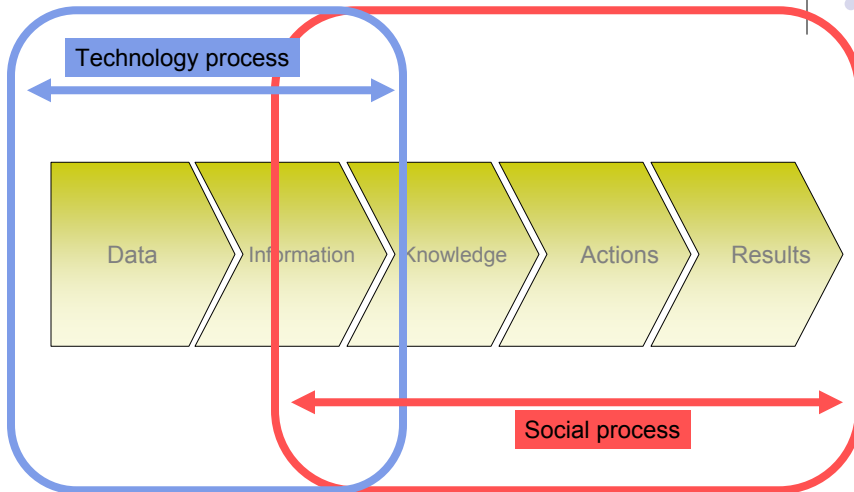 Technology process
Data
Information
Knowledge
Actions
Results
Social process